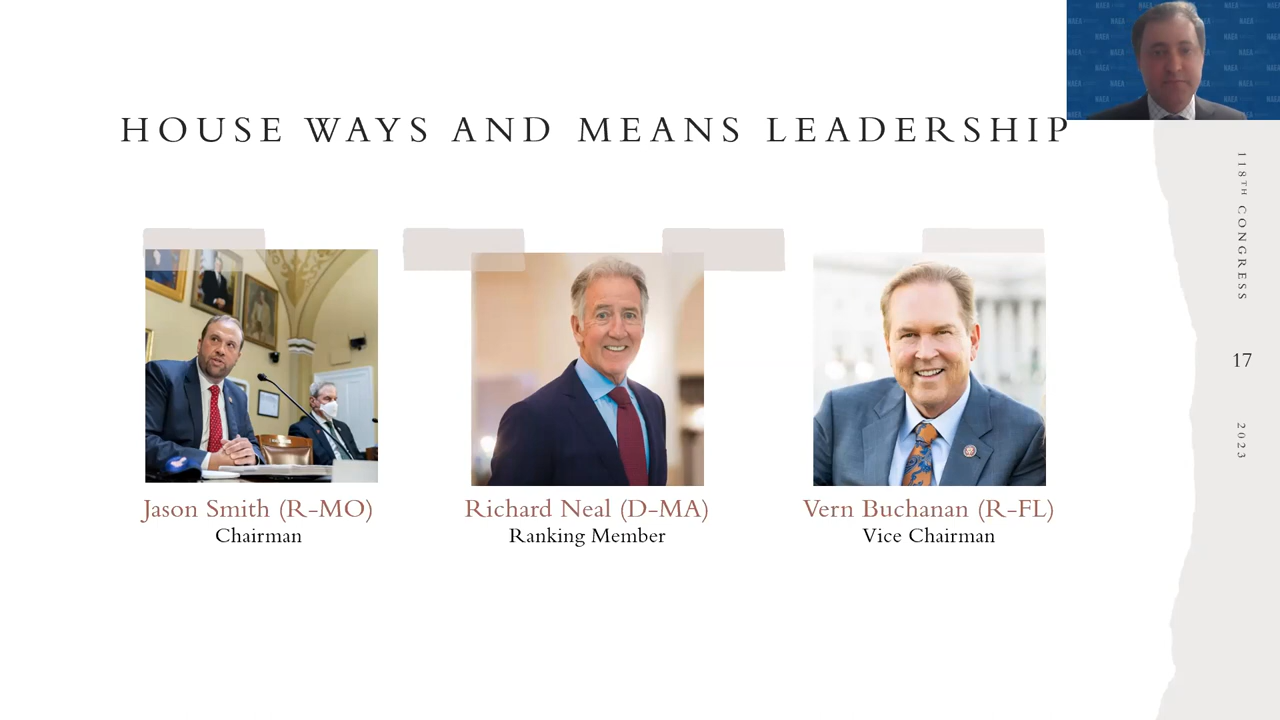 HOUSE WAYS AND MEANS LEADERSHIP
Jason Smith (R-MO)
Chairman
Richard Neal (D-MA)
Ranking Member
Vern Buchanan (R-FL)
Vice Chairman
118TH CONGRESS
17
2023
NAEA